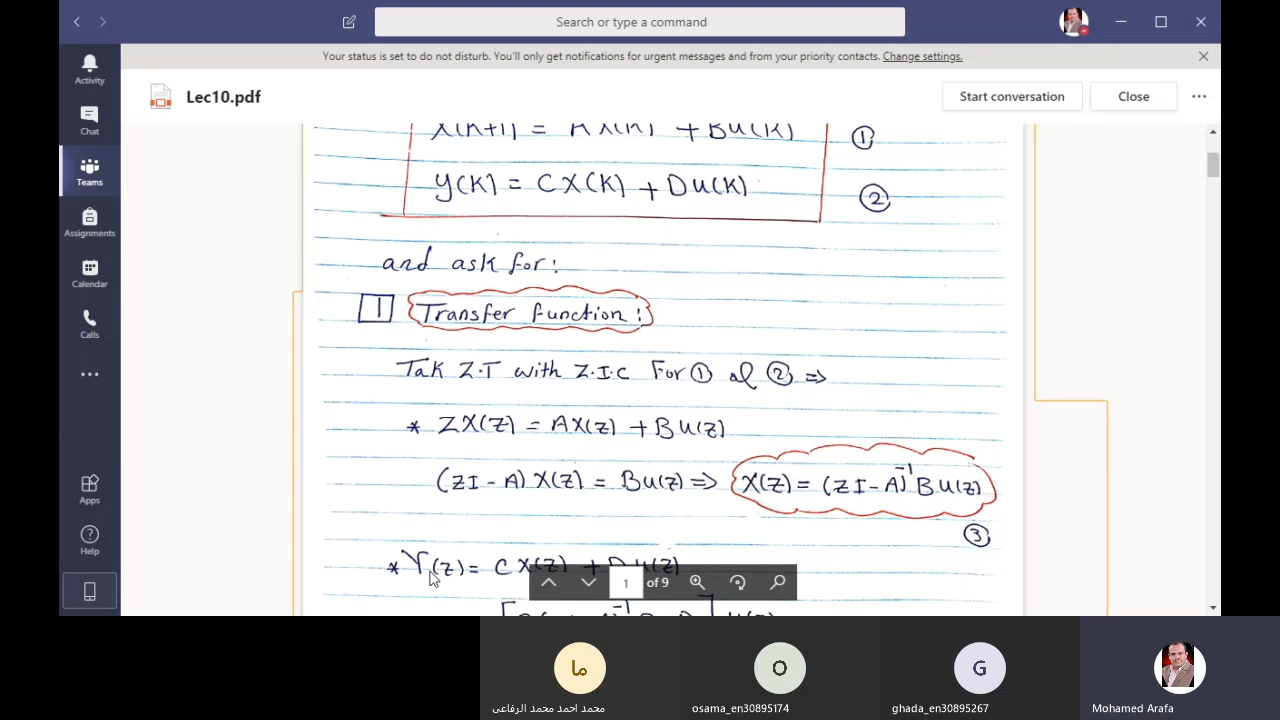 Search or type a command
Your status is set to do not disturb. You'll only get notifications for urgent messages and from your priority contacts. Change settings.
Activity
Chat
Teams
Assignments
Calendar
Calls
Apps
Help
Lec10.pdf
Start conversation
Close
X(K+1) = A X(K) + B U(K) ①
y(K) = C X(K) + D U(K) ②
and ask for:
1 Transfer function:
Tak Z.T with Z.I.C For ① ②⇒
* Z X(Z) = A X(Z) + B U(Z)
(ZI - A) X(Z) = B U(Z) ⇒ X(Z) = (ZI - A)⁻¹ B U(Z)
③
* Y(Z) = C X(Z) + D U(Z)
1 of 9
محمد احمد محمد الرفاعى
osama_en30895174
ghada_en30895267
Mohamed Arafa
ما
O
G